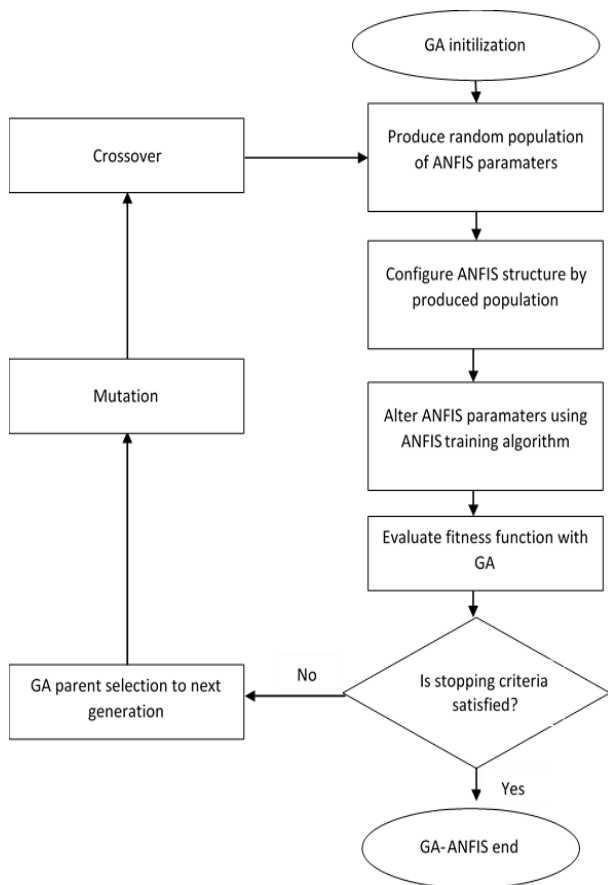 GA initilization
Produce random population
of ANFIS paramaters
Crossover
Configure ANFIS structure by
produced population
Mutation
Alter ANFIS paramaters using
ANFIS training algorithm
Evaluate fitness function with
GA
Is stopping criteria
satisfied?
No
GA parent selection to next
generation
Yes
GA-ANFIS end